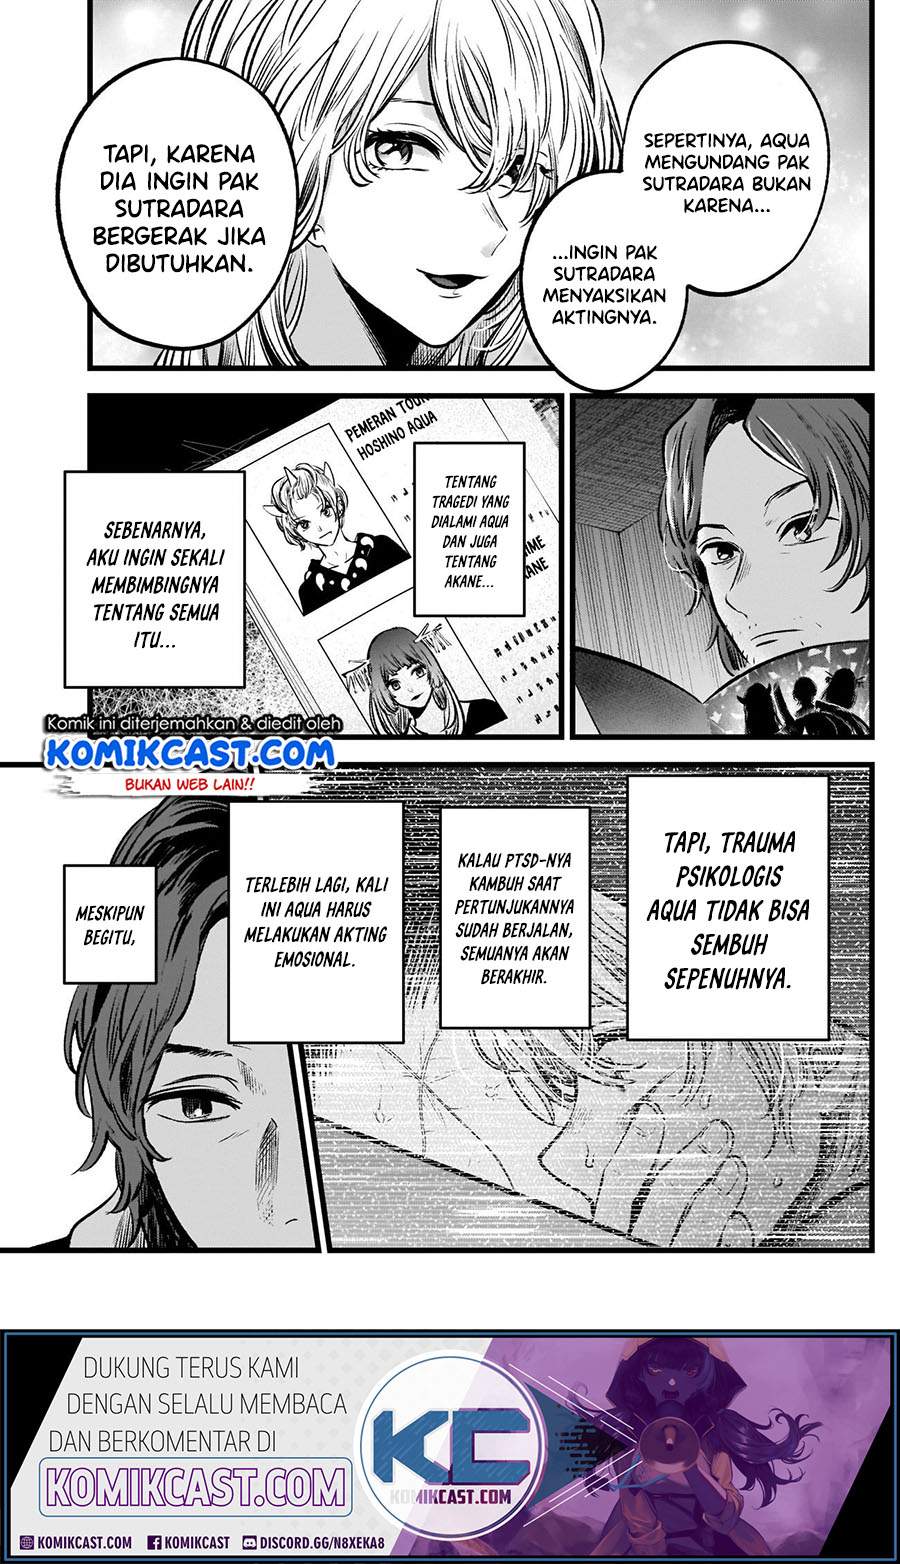 SEPERTINYA, AQUA
MENGUNDANG PAK
SUTRADARA BUKAN
KARENA...
...INGIN PAK
SUTRADARA
MENYAKSIKAN
AKTINGNYA.
TAPI, KARENA
DIA INGIN PAK
SUTRADARA
BERGERAK JIKA
DIBUTUHKAN.
PEMERAN TOUK
HOSHINO AQUA
TENTANG
TRAGEDI YANG
DIALAMI AQUA
DAN JUGA
TENTANG
AKANE...
SEBENARNYA,
AKU INGIN SEKALI
MEMBIMBINGNYA
TENTANG SEMUA
ITU...
Komik ini diterjemahkan & diedit oleh
KOMIKCAST.COM
BUKAN WEB LAIN!!
TAPI, TRAUMA
PSIKOLOGIS
AQUA TIDAK BISA
SEMBUH
SEPENUHNYA.
KALAU PTSD-NYA
KAMBUH SAAT
PERTUNJUKANNYA
SUDAH BERJALAN,
SEMUANYA AKAN
BERAKHIR.
TERLEBIH LAGI, KALI
INI AQUA HARUS
MELAKUKAN AKTING
EMOSIONAL.
MESKIPUN
BEGITU,
DUKUNG TERUS KAMI
DENGAN SELALU MEMBACA
DAN BERKOMENTAR DI
KOMIKCAST.COM
KC
KOMIKCAST.COM
KOMIKCAST.COM
KOMIKCAST
DISCORD.GG/N8XEKA8